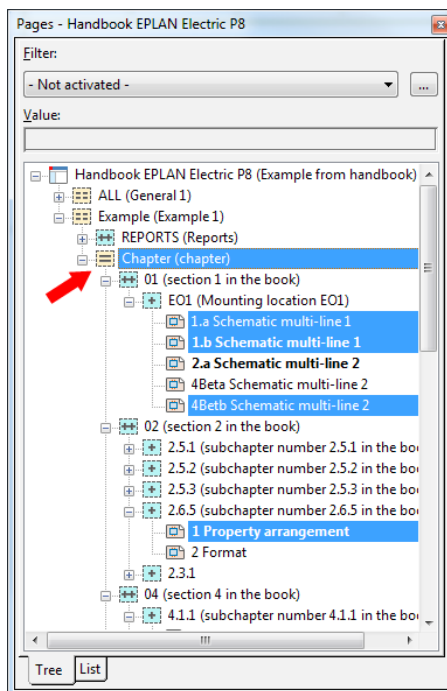 Pages - Handbook EPLAN Electric P8
Filter:
- Not activated -
...
Value:
Handbook EPLAN Electric P8 (Example from handbook)
ALL (General 1)
Example (Example 1)
REPORTS (Reports)
Chapter (chapter)
01 (section 1 in the book)
EO1 (Mounting location EO1)
1.a Schematic multi-line 1
1.b Schematic multi-line 1
2.a Schematic multi-line 2
4Beta Schematic multi-line 2
4Betb Schematic multi-line 2
02 (section 2 in the book)
2.5.1 (subchapter number 2.5.1 in the bo
2.5.2 (subchapter number 2.5.2 in the bo
2.5.3 (subchapter number 2.5.3 in the bo
2.6.5 (subchapter number 2.6.5 in the bo
1 Property arrangement
2 Format
2.3.1
04 (section 4 in the book)
4.1.1 (subchapter number 4.1.1 in the bo
Tree List